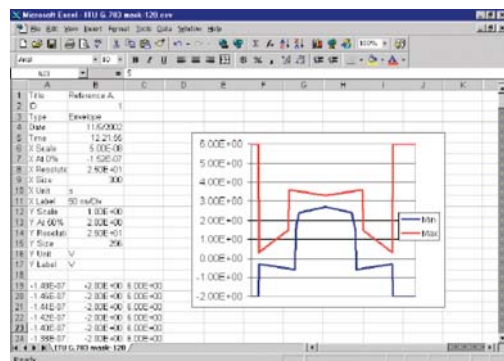 Microsoft Excel - ITU G.703 mask-120.csv
File Edit View Insert Format Tools Data Window Help
100%
Arial 10 B I U
A23 = 5
A B C D E F G H I J K
1 Title Reference A.
2 ID 1
3 Type Envelope
4 Date 11/5/2002
5 Time 12:21:55
6 X Scale 5.00E-08
7 X At 0% -1.52E-07
8 X Resolutio 2.50E+01
9 X Size 300
10 X Unit s
11 X Label 50 ns/Div
12 Y Scale 1.00E+00
13 Y At 50% 2.00E+00
14 Y Resoluti 2.50E+01
15 Y Size 256
16 Y Unit V
17 Y Label V
18
19 -1.48E-07 -2.00E+00 6.00E+00
20 -1.46E-07 -2.00E+00 6.00E+00
21 -1.44E-07 -2.00E+00 6.00E+00
22 -1.42E-07 -2.00E+00 6.00E+00
23 -1.40E-07 -2.00E+00 6.00E+00
24 -1.38E-07 -2.00E+00 6.00E+00
6.00E+00
5.00E+00
4.00E+00
3.00E+00
2.00E+00
1.00E+00
0.00E+00
-1.00E+00
-2.00E+00
Min
Max
ITU G.703 mask-120
Ready